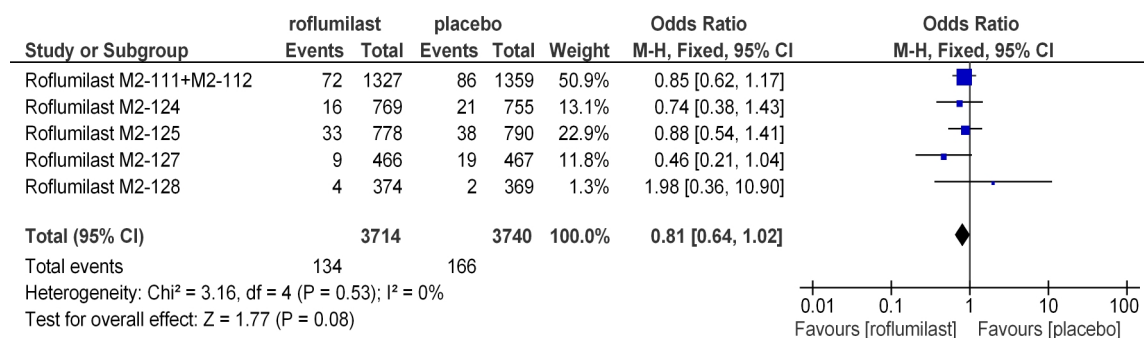 roflumilast placebo Odds Ratio Odds Ratio
Study or Subgroup Events Total Events Total Weight M-H, Fixed, 95% CI M-H, Fixed, 95% CI
Roflumilast M2-111+M2-112 72 1327 86 1359 50.9% 0.85 [0.62, 1.17]
Roflumilast M2-124 16 769 21 755 13.1% 0.74 [0.38, 1.43]
Roflumilast M2-125 33 778 38 790 22.9% 0.88 [0.54, 1.41]
Roflumilast M2-127 9 466 19 467 11.8% 0.46 [0.21, 1.04]
Roflumilast M2-128 4 374 2 369 1.3% 1.98 [0.36, 10.90]
Total (95% CI) 3714 3740 100.0% 0.81 [0.64, 1.02]
Total events 134 166
Heterogeneity: Chi² = 3.16, df = 4 (P = 0.53); I² = 0%
Test for overall effect: Z = 1.77 (P = 0.08)
0.01 0.1 1 10 100
Favours [roflumilast] Favours [placebo]